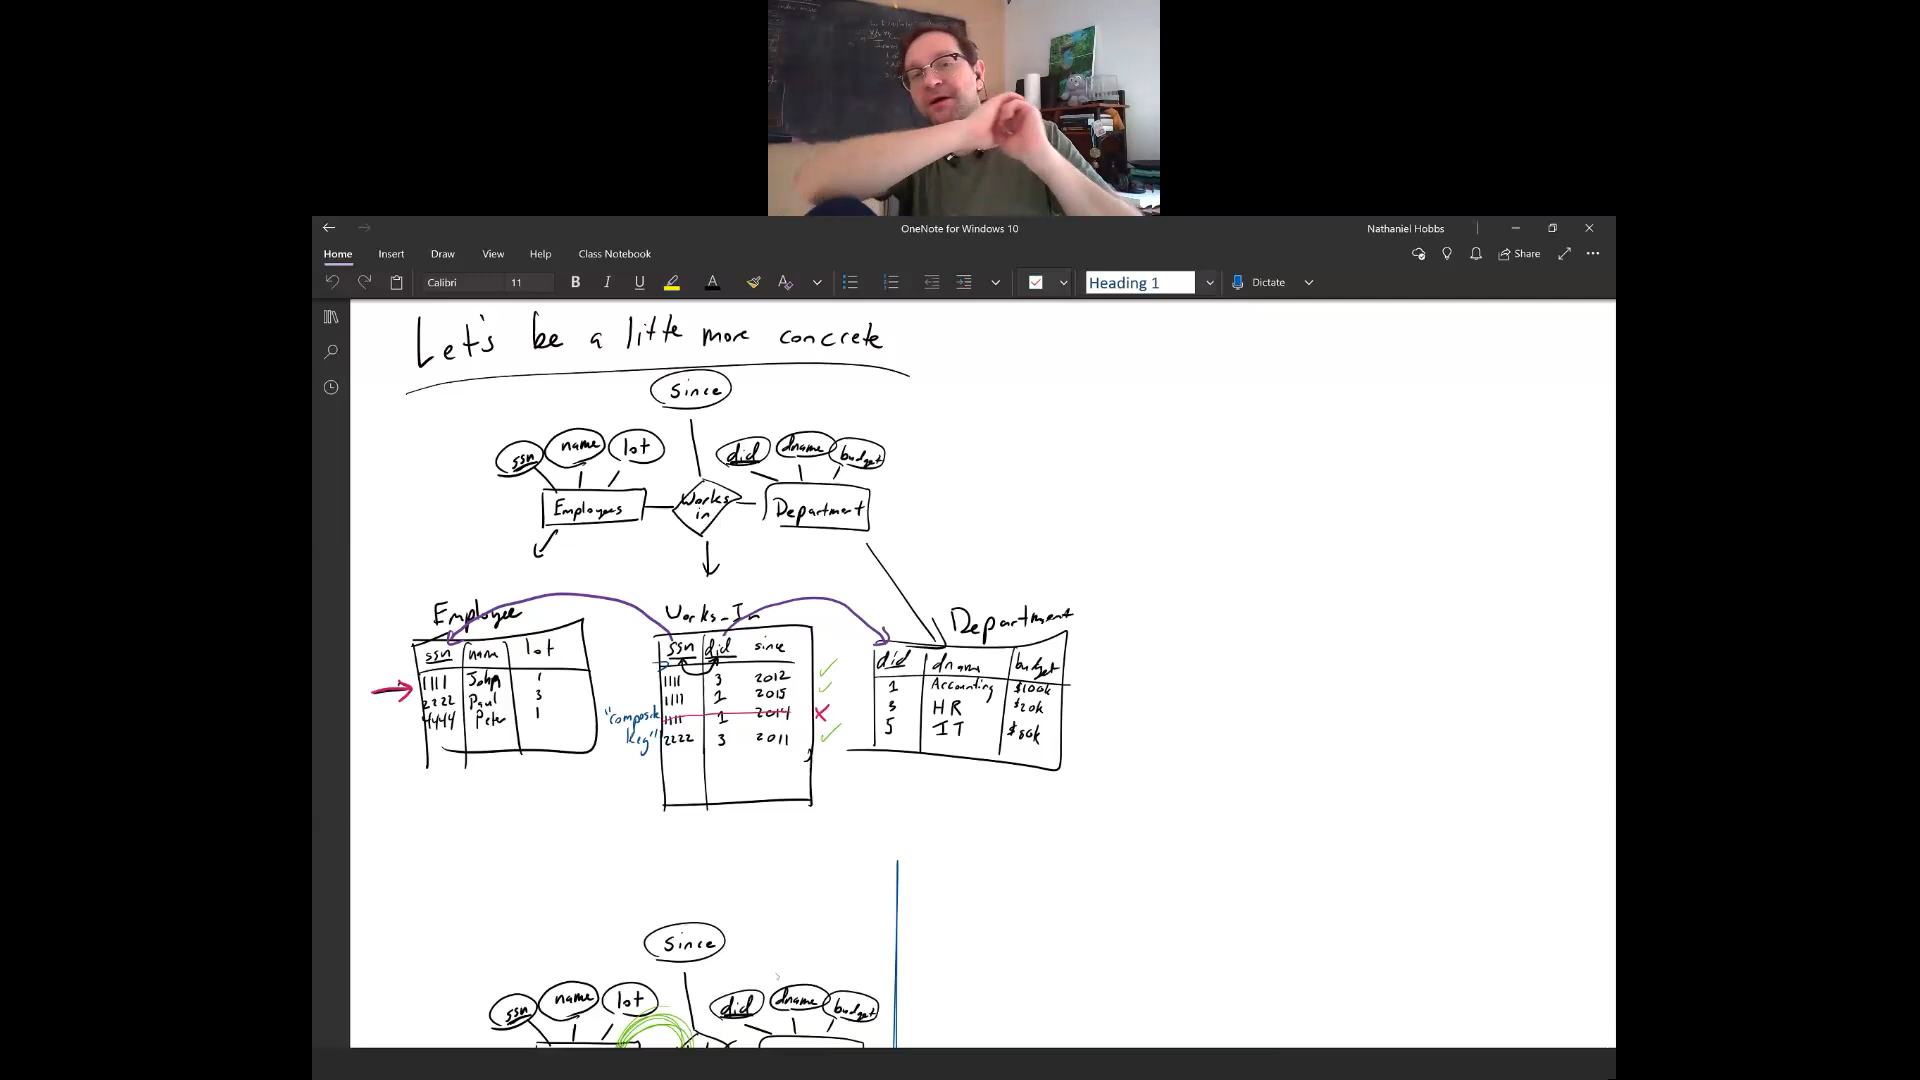 OneNote for Windows 10
Nathaniel Hobbs
Home Insert Draw View Help Class Notebook
Share
Calibri 11 B I U A Heading 1 Dictate
Let's be a little more concrete
Since
ssn name lot did dname budget
Employees Works in Department
Employee Works_In Department
ssn name lot
1111 John 1
2222 Paul 3
4444 Peter 1
ssn did since
1111 3 2012
1111 1 2015
1111 1 2014
2222 3 2011
"composite key"
did dname budget
1 Accounting $100k
3 HR $20k
5 IT
Since
ssn name lot did dname budget